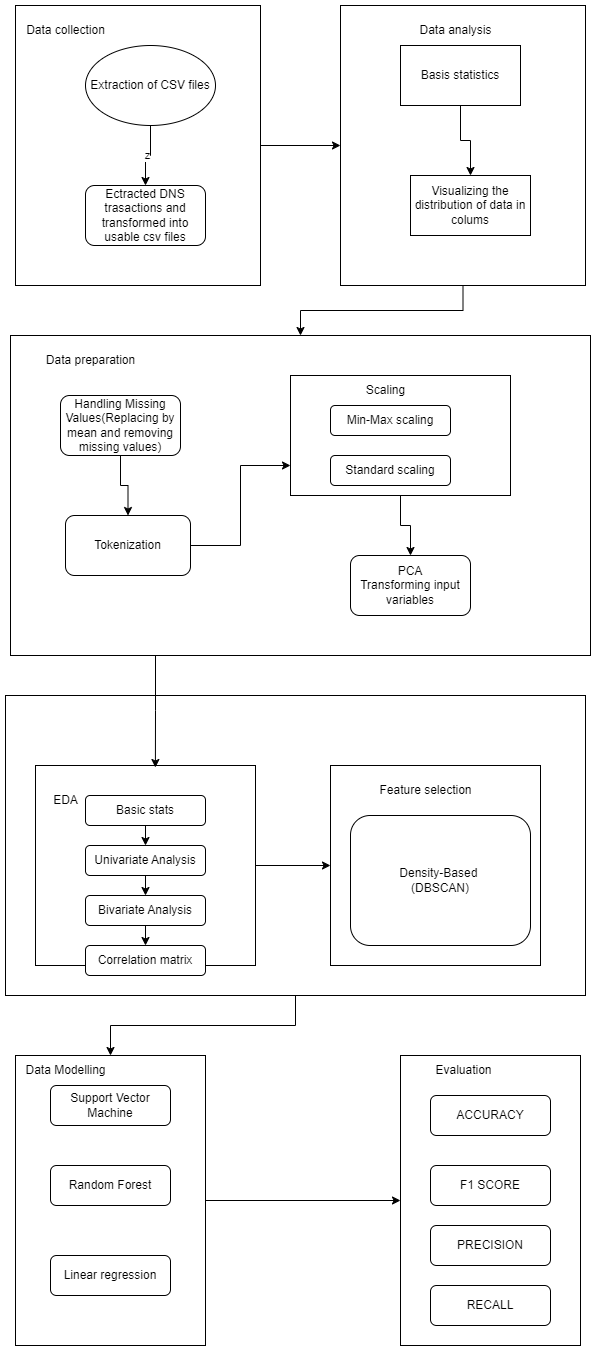 Data collection
Extraction of CSV files
z
Ectracted DNS
trasactions and
transformed into
usable csv files
Data analysis
Basis statistics
Visualizing the
distribution of data in
colums
Data preparation
Handling Missing
Values(Replacing by
mean and removing
missing values)
Tokenization
Scaling
Min-Max scaling
Standard scaling
PCA
Transforming input
variables
EDA
Basic stats
Univariate Analysis
Bivariate Analysis
Correlation matrix
Feature selection
Density-Based
(DBSCAN)
Data Modelling
Support Vector
Machine
Random Forest
Linear regression
Evaluation
ACCURACY
F1 SCORE
PRECISION
RECALL